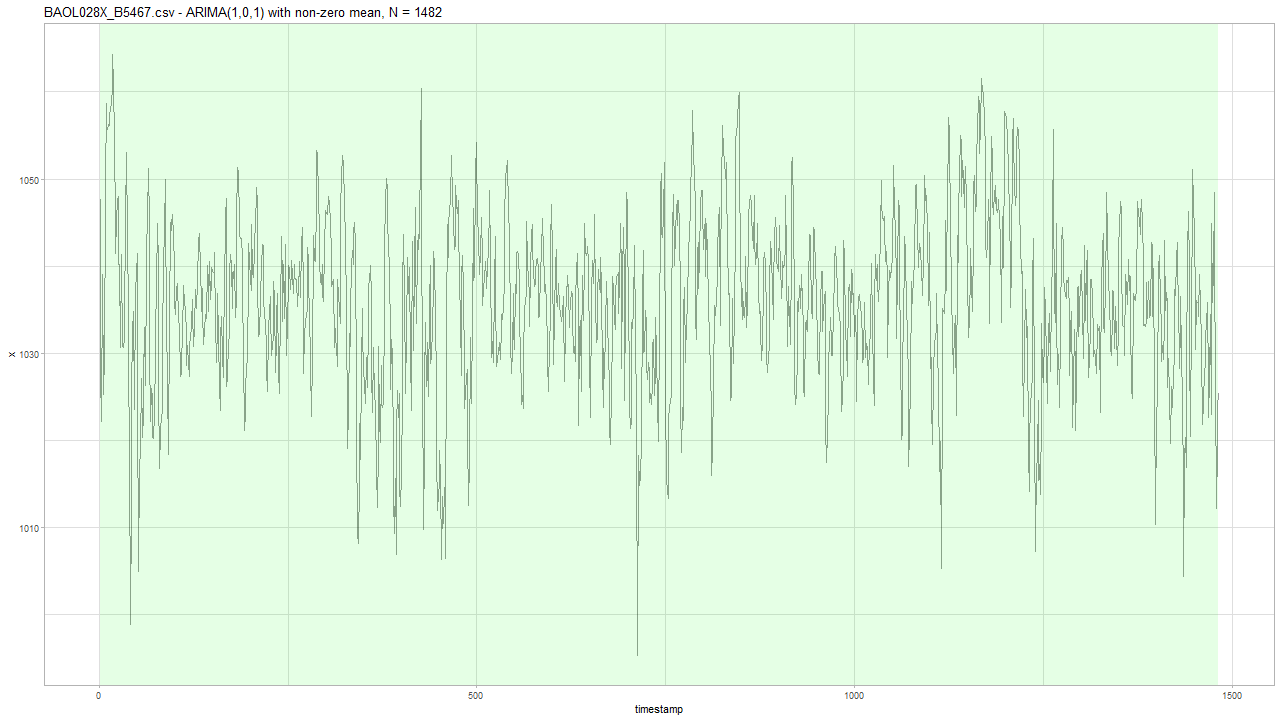 BAOL028X_B5467.csv - ARIMA(1,0,1) with non-zero mean, N = 1482
1050
1030
1010
x
0
500
1000
1500
timestamp